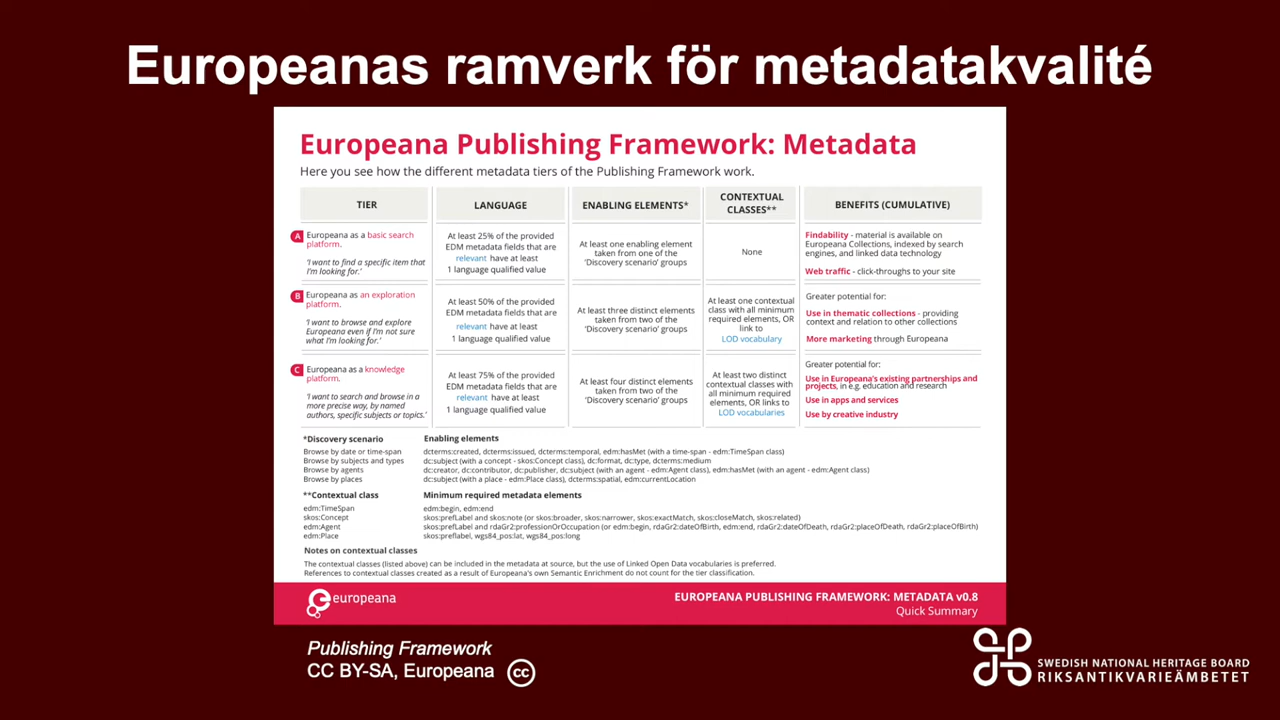 Europeanas ramverk för metadatakvalité
Europeana Publishing Framework: Metadata
Here you see how the different metadata tiers of the Publishing Framework work.
TIER
LANGUAGE
ENABLING ELEMENTS*
CONTEXTUAL
CLASSES**
BENEFITS (CUMULATIVE)
A
Europeana as a basic search
platform.
'I want to find a specific item that
I'm looking for.'
At least 25% of the provided
EDM metadata fields that are
relevant have at least
1 language qualified value
At least one enabling element
taken from one of the
'Discovery scenario' groups
None
Findability - material is available on
Europeana Collections, indexed by search
engines, and linked data technology
Web traffic - click-throughs to your site
B
Europeana as an exploration
platform.
'I want to browse and explore
Europeana even if I'm not sure
what I'm looking for.'
At least 50% of the provided
EDM metadata fields that are
relevant have at least
1 language qualified value
At least three distinct elements
taken from two of the
'Discovery scenario' groups
At least one contextual
class with all minimum
required elements, OR
link to
LOD vocabulary
Greater potential for:
Use in thematic collections - providing
context and relation to other collections
More marketing through Europeana
C
Europeana as a knowledge
platform.
'I want to search and browse in a
more precise way, by named
authors, specific subjects or topics.'
At least 75% of the provided
EDM metadata fields that are
relevant have at least
1 language qualified value
At least four distinct elements
taken from two of the
'Discovery scenario' groups
At least two distinct
contextual classes with
all minimum required
elements, OR links to
LOD vocabularies
Greater potential for:
Use in Europeana's existing partnerships and
projects, in e.g. education and research
Use in apps and services
Use by creative industry
*Discovery scenario Enabling elements
Browse by date or time-span dcterms:created, dcterms:issued, dcterms:temporal, edm:hasMet (with a time-span - edm:TimeSpan class)
Browse by subjects and types dc:subject (with a concept - skos:Concept class), dc:format, dc:type, dcterms:medium
Browse by agents dc:creator, dc:contributor, dc:publisher, dc:subject (with an agent - edm:Agent class), edm:hasMet (with an agent - edm:Agent class)
Browse by places dc:subject (with a place - edm:Place class), dcterms:spatial, edm:currentLocation
**Contextual class Minimum required metadata elements
edm:TimeSpan edm:begin, edm:end
skos:Concept skos:prefLabel and skos:note (or skos:broader, skos:narrower, skos:exactMatch, skos:closeMatch, skos:related)
edm:Agent skos:prefLabel and rdaGr2:professionOrOccupation (or edm:begin, rdaGr2:dateOfBirth, edm:end, rdaGr2:dateOfDeath, rdaGr2:placeOfDeath, rdaGr2:placeOfBirth)
edm:Place skos:preflabel, wgs84_pos:lat, wgs84_pos:long
Notes on contextual classes
The contextual classes (listed above) can be included in the metadata at source, but the use of Linked Open Data vocabularies is preferred.
References to contextual classes created as a result of Europeana's own Semantic Enrichment do not count for the tier classification.
europeana
EUROPEANA PUBLISHING FRAMEWORK: METADATA v0.8
Quick Summary
Publishing Framework
CC BY-SA, Europeana cc
SWEDISH NATIONAL HERITAGE BOARD
RIKSANTIKVARIEÄMBETET